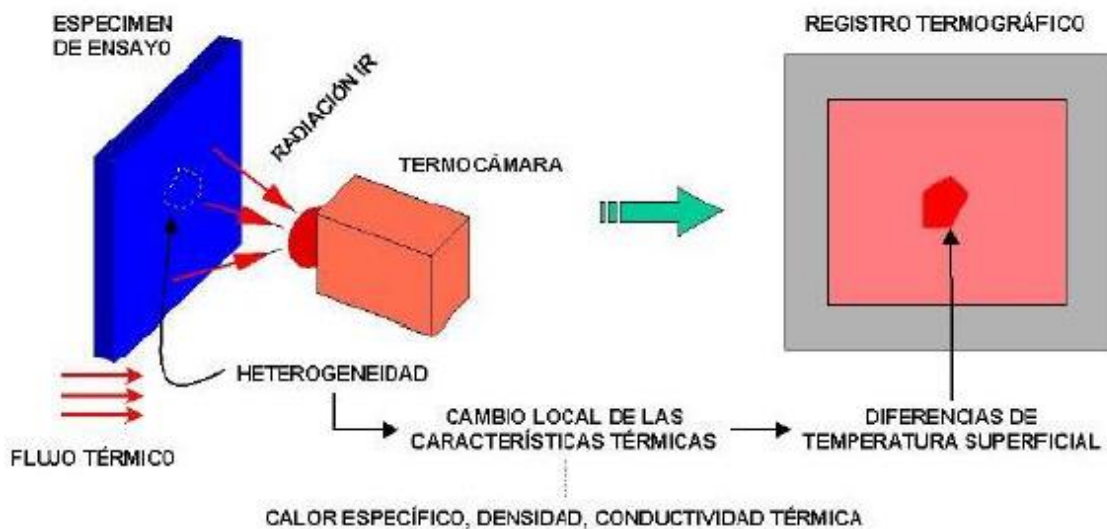 ESPECIMEN
DE ENSAYO
REGISTRO TERMOGRÁFICO
RADIACIÓN IR
TERMOCÁMARA
HETEROGENEIDAD
FLUJO TÉRMICO
CAMBIO LOCAL DE LAS
CARACTERÍSTICAS TÉRMICAS
DIFERENCIAS DE
TEMPERATURA SUPERFICIAL
CALOR ESPECÍFICO, DENSIDAD, CONDUCTIVIDAD TÉRMICA